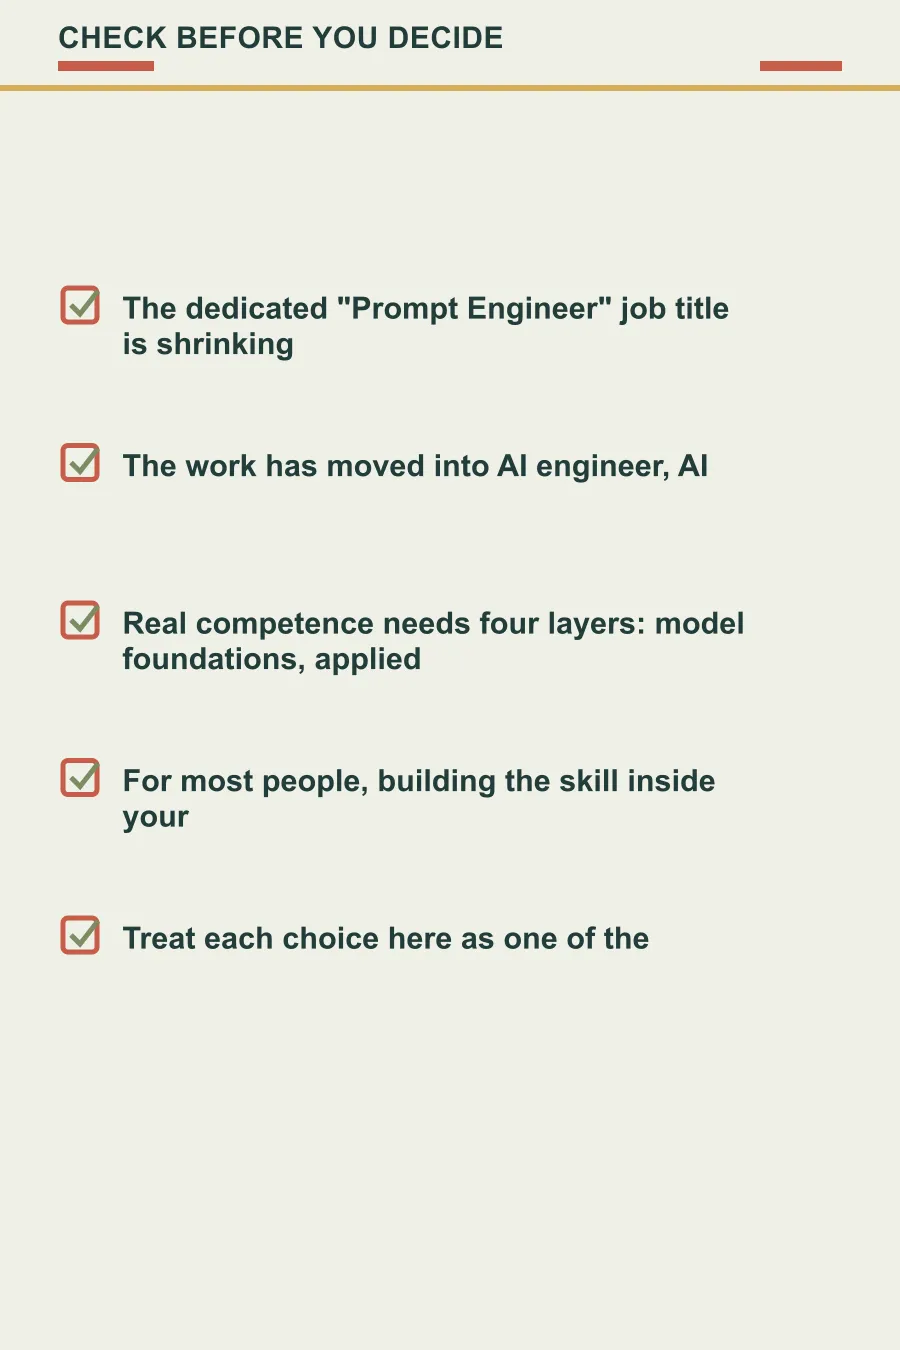 CHECK BEFORE YOU DECIDE
The dedicated "Prompt Engineer" job title
is shrinking
The work has moved into AI engineer, AI
Real competence needs four layers: model
foundations, applied
For most people, building the skill inside
your
Treat each choice here as one of the